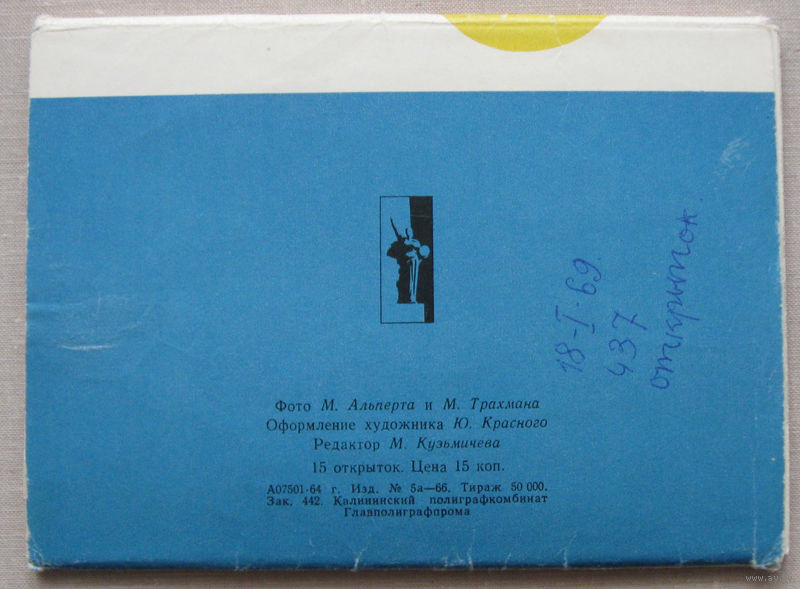 Фото М. Альперта и М. Трахмана
Оформление художника Ю. Красного
Редактор М. Кузьмичева
15 открыток. Цена 15 коп.
А07501-64 г. Изд. № 5а—66. Тираж 50 000.
Зак. 442. Калининский полиграфкомбинат
Главполиграфпрома
18-I-69
437
открыток.